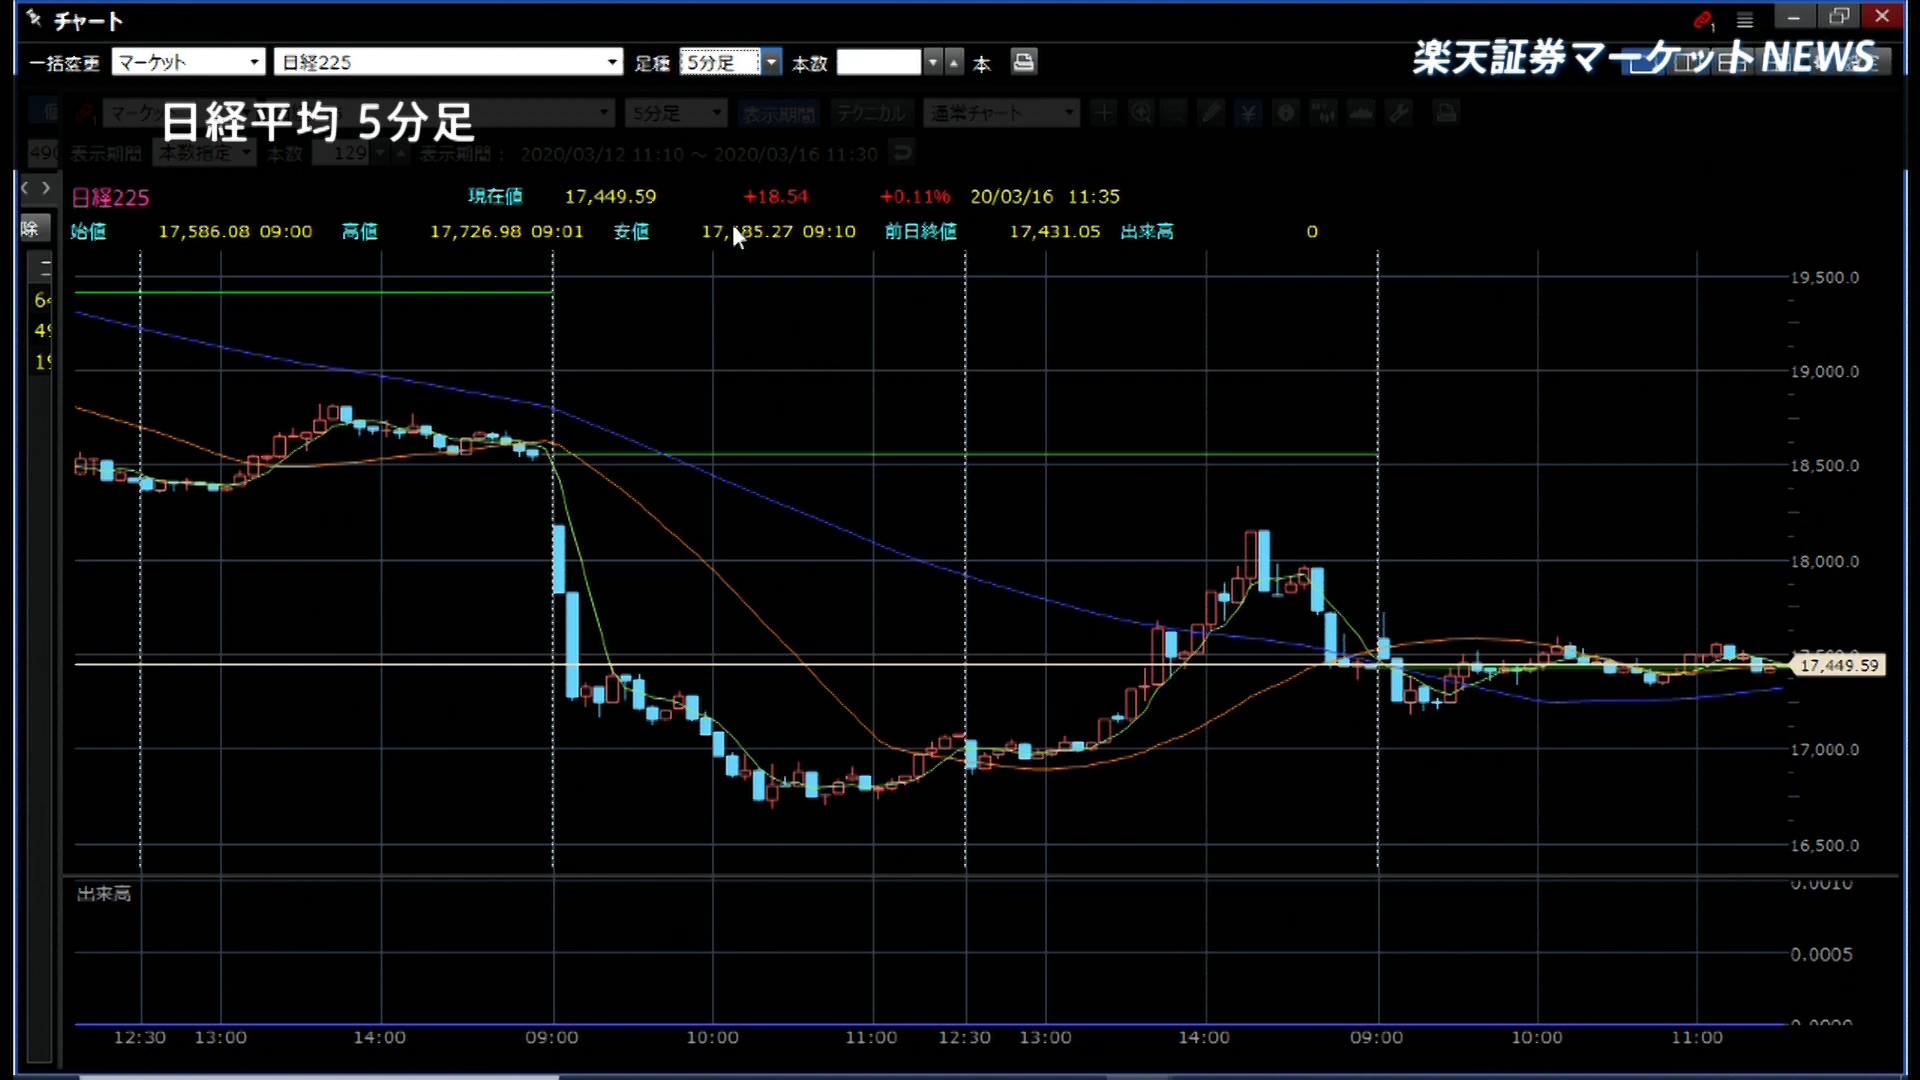 チャート
一括変更 マーケット 日経225 足種 5分足 本数 本
楽天証券マーケットNEWS
マーケ 5分足 表示期間 テクニカル 通常チャート
日経平均 5分足
490 表示期間 本数指定 本数 129 表示期間： 2020/03/12 11:10 ～ 2020/03/16 11:30
日経225 現在値 17,449.59 +18.54 +0.11% 20/03/16 11:35
除 始値 17,586.08 09:00 高値 17,726.98 09:01 安値 09:10 前日終値 17,431.05 出来高 0
19,500.0
19,000.0
18,500.0
18,000.0
17,449.59
17,000.0
16,500.0
出来高
0.0010
0.0005
0.0000
12:30 13:00 14:00 09:00 10:00 11:00 12:30 13:00 14:00 09:00 10:00 11:00